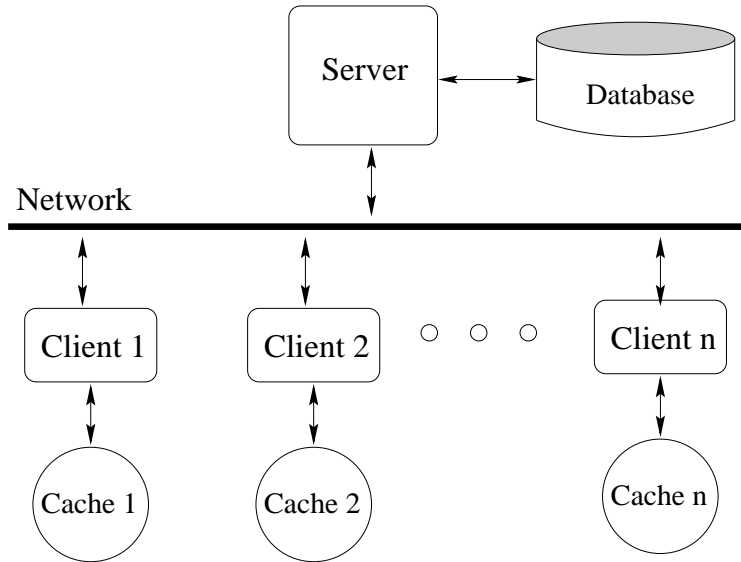 Server
Database
Network
Client 1
Client 2
Client n
Cache 1
Cache 2
Cache n